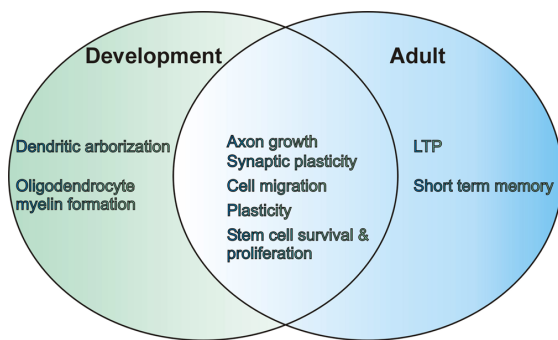 Development
Adult
Dendritic arborization
Oligodendrocyte
myelin formation
Axon growth
Synaptic plasticity
Cell migration
Plasticity
Stem cell survival &
proliferation
LTP
Short term memory